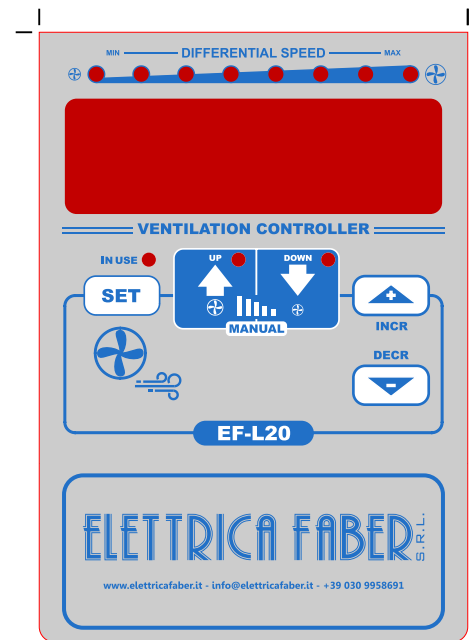 MIN DIFFERENTIAL SPEED MAX
VENTILATION CONTROLLER
IN USE UP DOWN
SET + 
MANUAL INCR
DECR
-
EF-L20
ELETTRICA FABER S.R.L.
www.elettricafaber.it - info@elettricafaber.it - +39 030 9958691